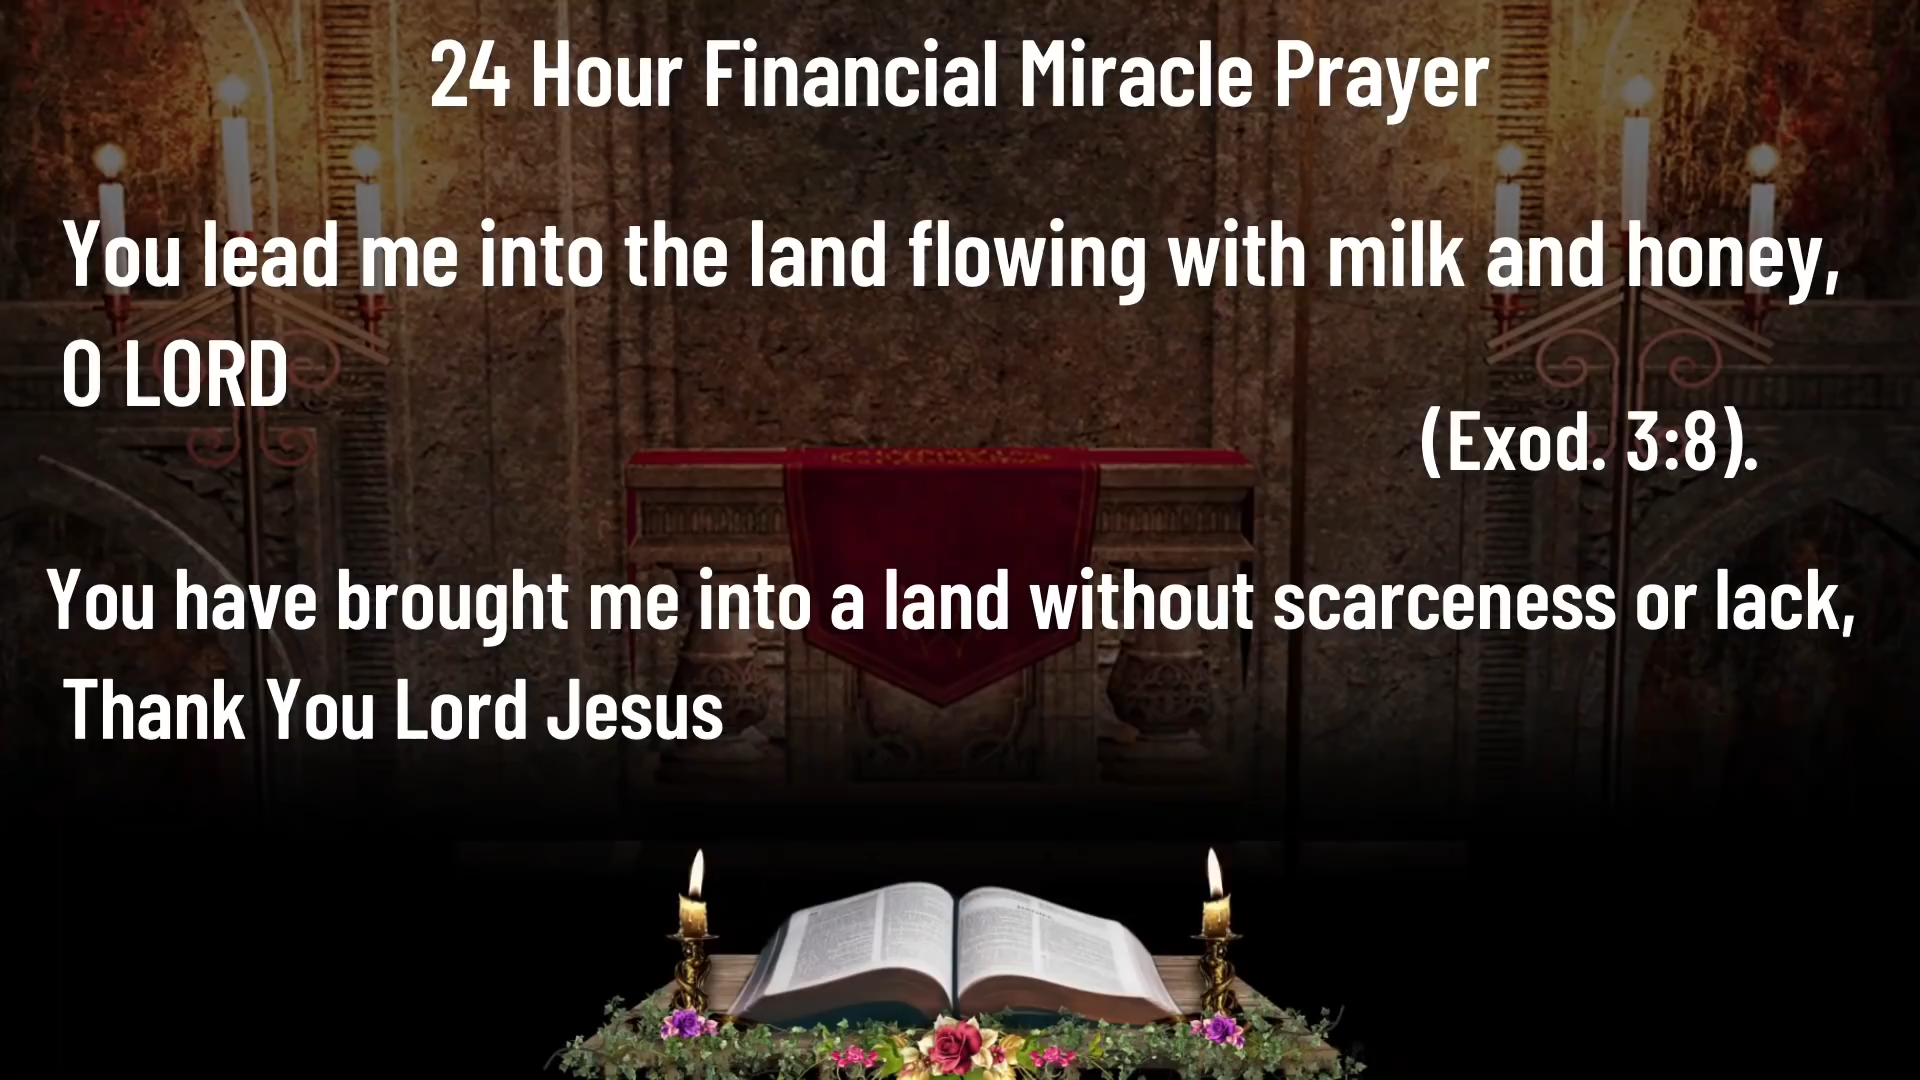 24 Hour Financial Miracle Prayer
You lead me into the land flowing with milk and honey,
O LORD
(Exod. 3:8).
You have brought me into a land without scarceness or lack,
Thank You Lord Jesus